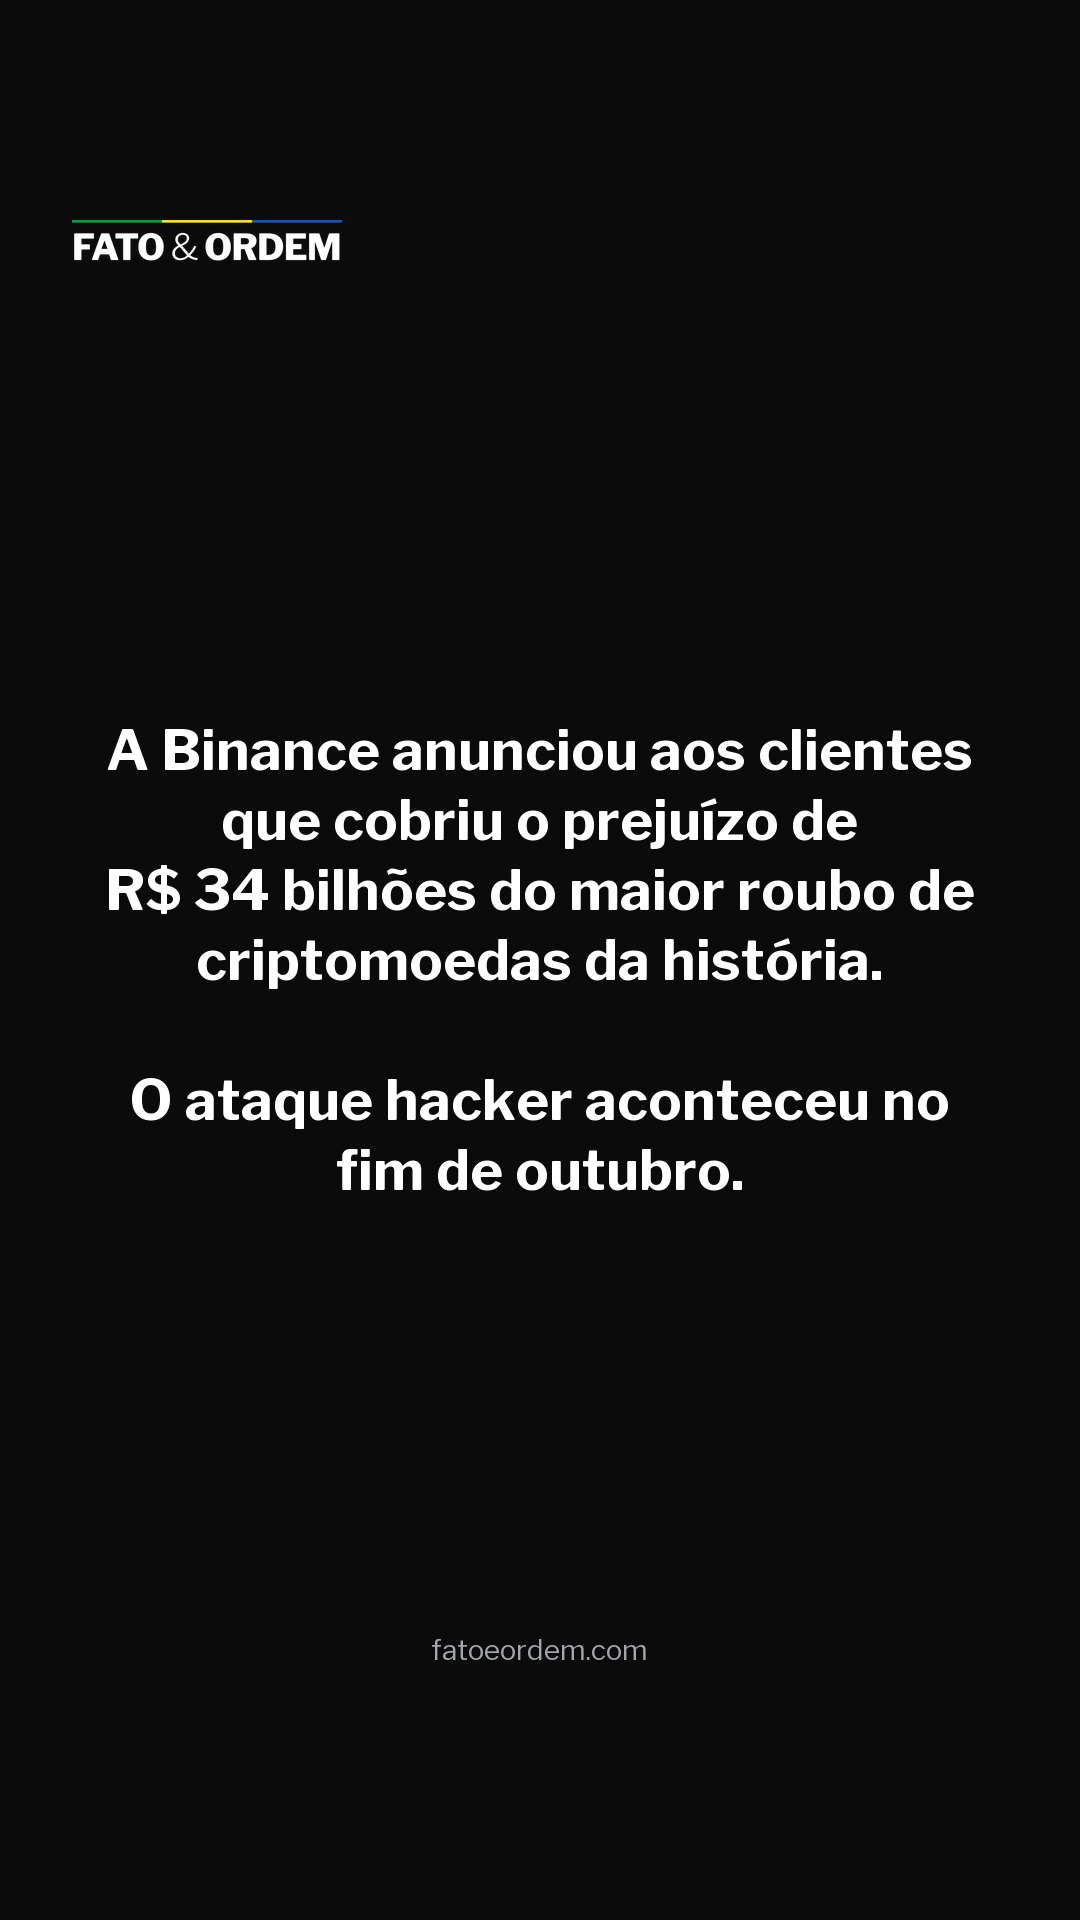 FATO & ORDEM
A Binance anunciou aos clientes
que cobriu o prejuízo de
R$ 34 bilhões do maior roubo de
criptomoedas da história.
O ataque hacker aconteceu no
fim de outubro.
fatoeordem.com